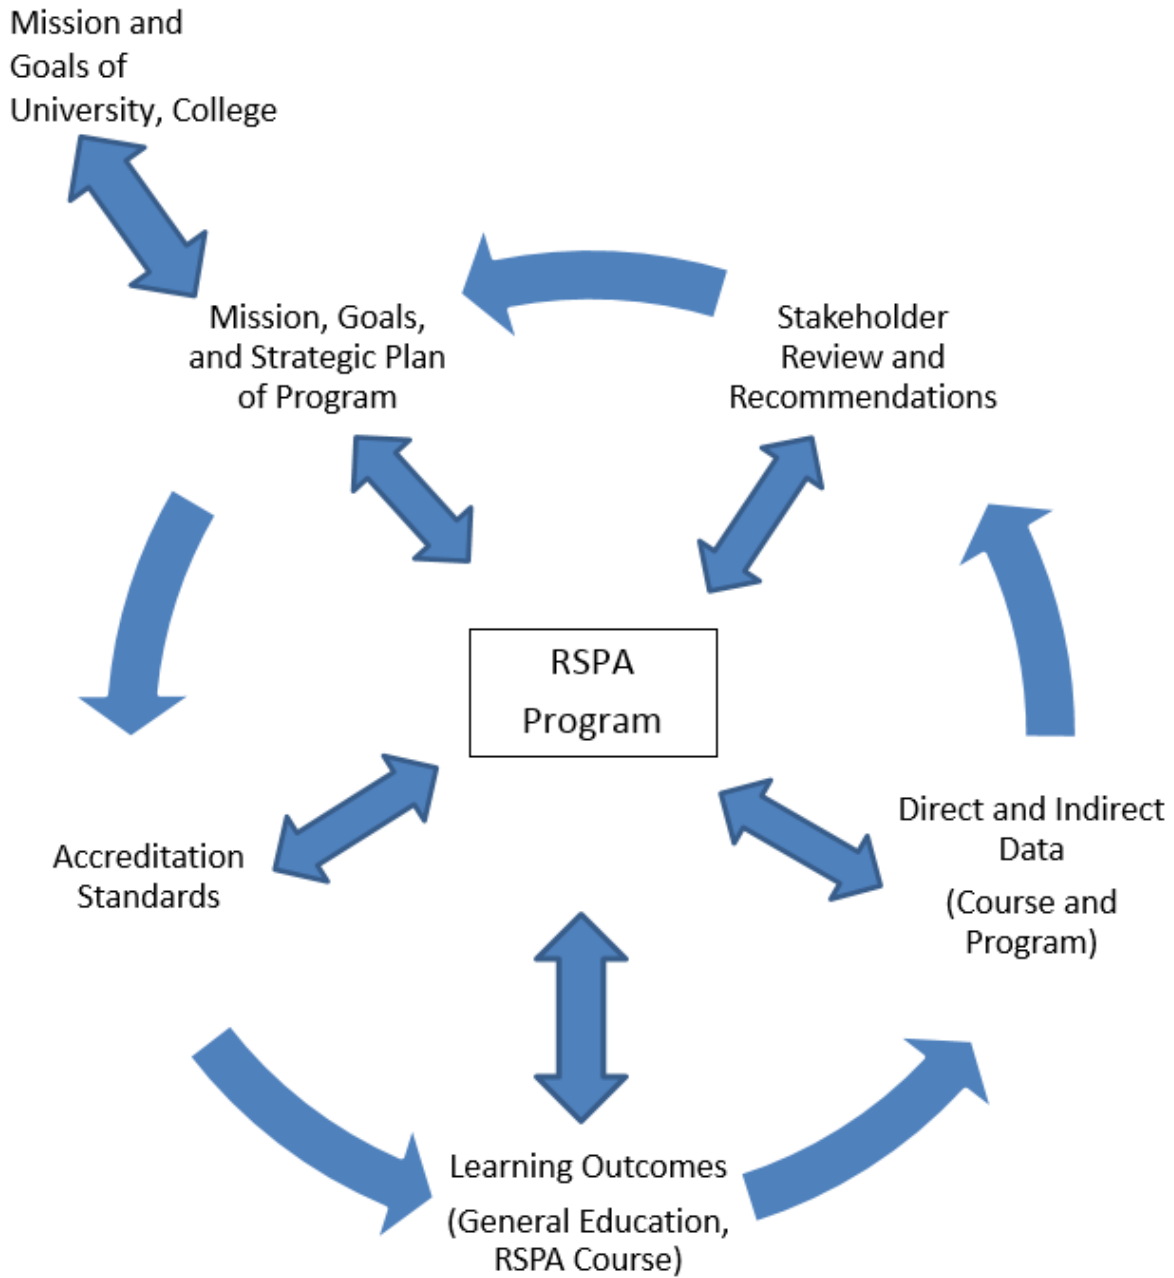 Mission and
Goals of
University, College
Mission, Goals,
and Strategic Plan
of Program
Stakeholder
Review and
Recommendations
RSPA
Program
Accreditation
Standards
Direct and Indirect
Data
(Course and
Program)
Learning Outcomes
(General Education,
RSPA Course)